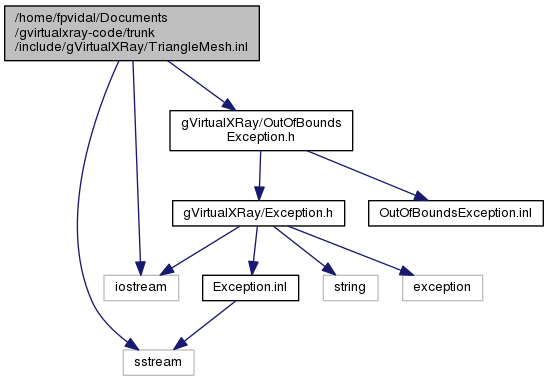 /home/fpvidal/Documents
/gvirtualxray-code/trunk
/include/gVirtualXRay/TriangleMesh.inl
gVirtualXRay/OutOfBounds
Exception.h
gVirtualXRay/Exception.h
OutOfBoundsException.inl
iostream
Exception.inl
string
exception
sstream